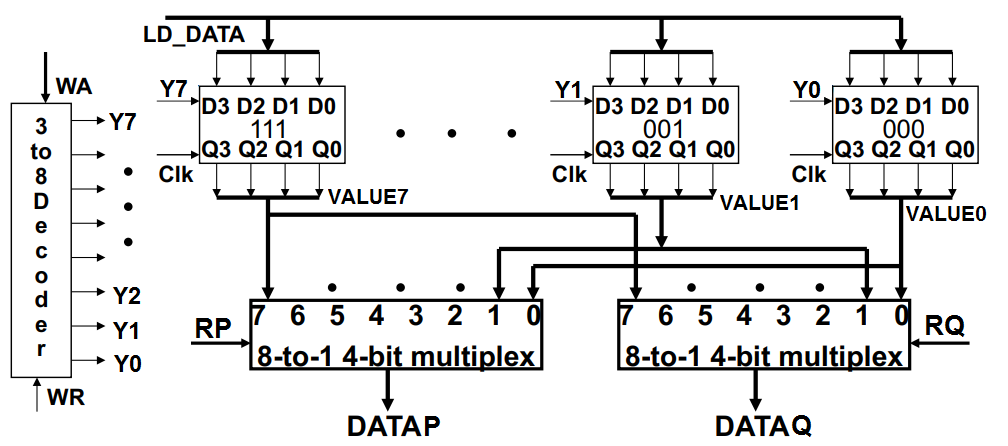 LD_DATA
WA
3
to
8
D
e
c
o
d
e
r
WR
Y7
Y2
Y1
Y0
Y7
D3 D2 D1 D0
111
Q3 Q2 Q1 Q0
Clk
VALUE7
Y1
D3 D2 D1 D0
001
Q3 Q2 Q1 Q0
Clk
VALUE1
Y0
D3 D2 D1 D0
000
Q3 Q2 Q1 Q0
Clk
VALUE0
RP
7 6 5 4 3 2 1 0
8-to-1 4-bit multiplex
DATAP
7 6 5 4 3 2 1 0
8-to-1 4-bit multiplex
RQ
DATAQ